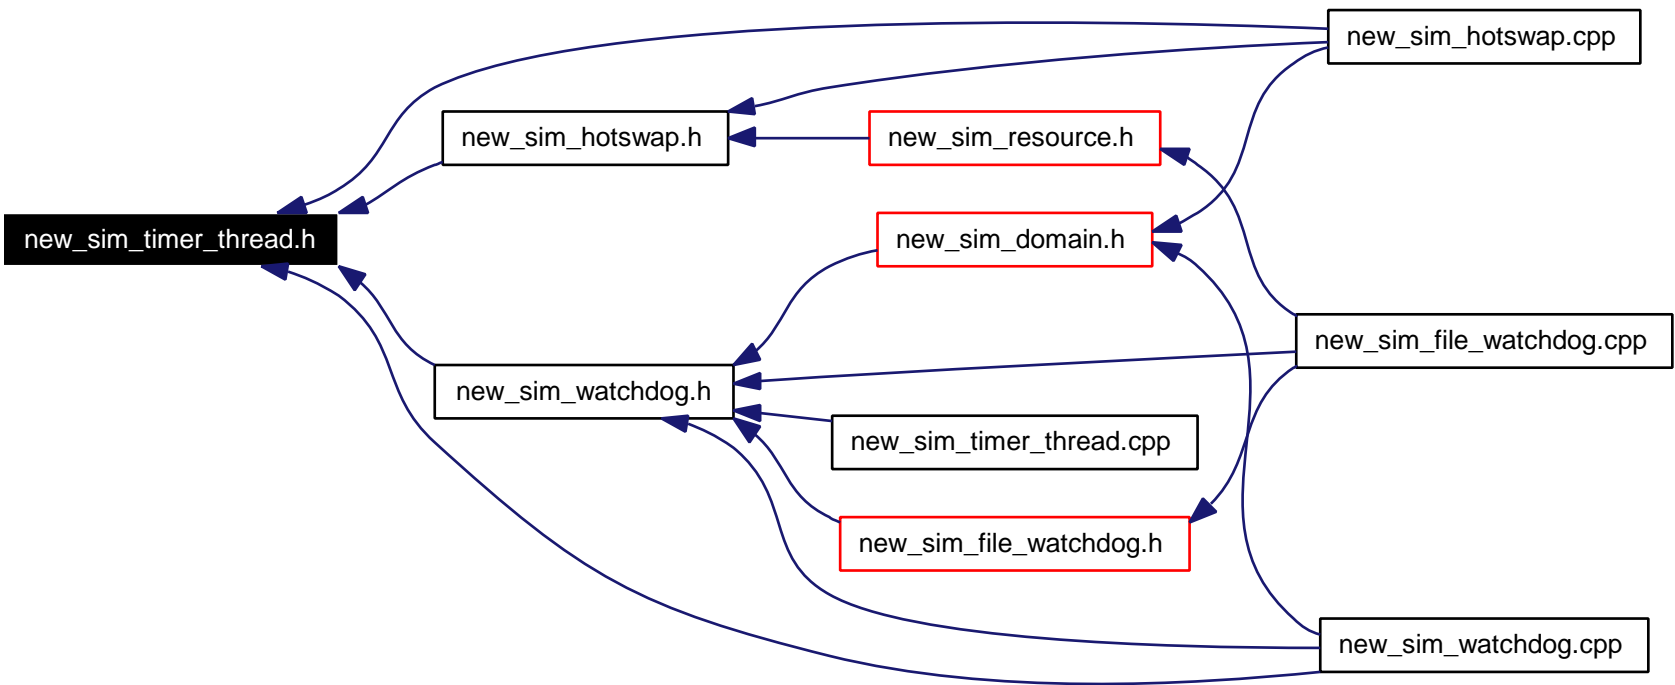 new_sim_hotswap.cpp
new_sim_hotswap.h
new_sim_resource.h
new_sim_timer_thread.h
new_sim_domain.h
new_sim_file_watchdog.cpp
new_sim_watchdog.h
new_sim_timer_thread.cpp
new_sim_file_watchdog.h
new_sim_watchdog.cpp